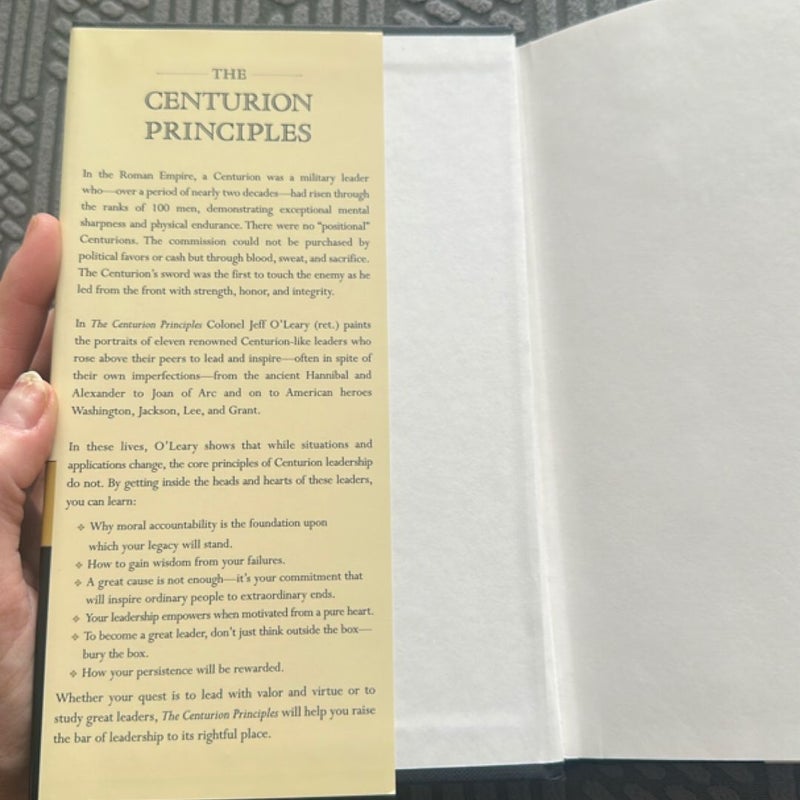 THE
CENTURION
PRINCIPLES
In the Roman Empire, a Centurion was a military leader
who—over a period of nearly two decades—had risen through
the ranks of 100 men, demonstrating exceptional mental
sharpness and physical endurance. There were no "positional"
Centurions. The commission could not be purchased by
political favors or cash but through blood, sweat, and sacrifice.
The Centurion's sword was the first to touch the enemy as he
led from the front with strength, honor, and integrity.
In The Centurion Principles Colonel Jeff O'Leary (ret.) paints
the portraits of eleven renowned Centurion-like leaders who
rose above their peers to lead and inspire—often in spite of
their own imperfections—from the ancient Hannibal and
Alexander to Joan of Arc and on to American heroes
Washington, Jackson, Lee, and Grant.
In these lives, O'Leary shows that while situations and
applications change, the core principles of Centurion leadership
do not. By getting inside the heads and hearts of these leaders,
you can learn:
❖ Why moral accountability is the foundation upon
which your legacy will stand.
❖ How to gain wisdom from your failures.
❖ A great cause is not enough—it's your commitment that
will inspire ordinary people to extraordinary ends.
❖ Your leadership empowers when motivated from a pure heart.
❖ To become a great leader, don't just think outside the box—
bury the box.
❖ How your persistence will be rewarded.
Whether your quest is to lead with valor and virtue or to
study great leaders, The Centurion Principles will help you raise
the bar of leadership to its rightful place.